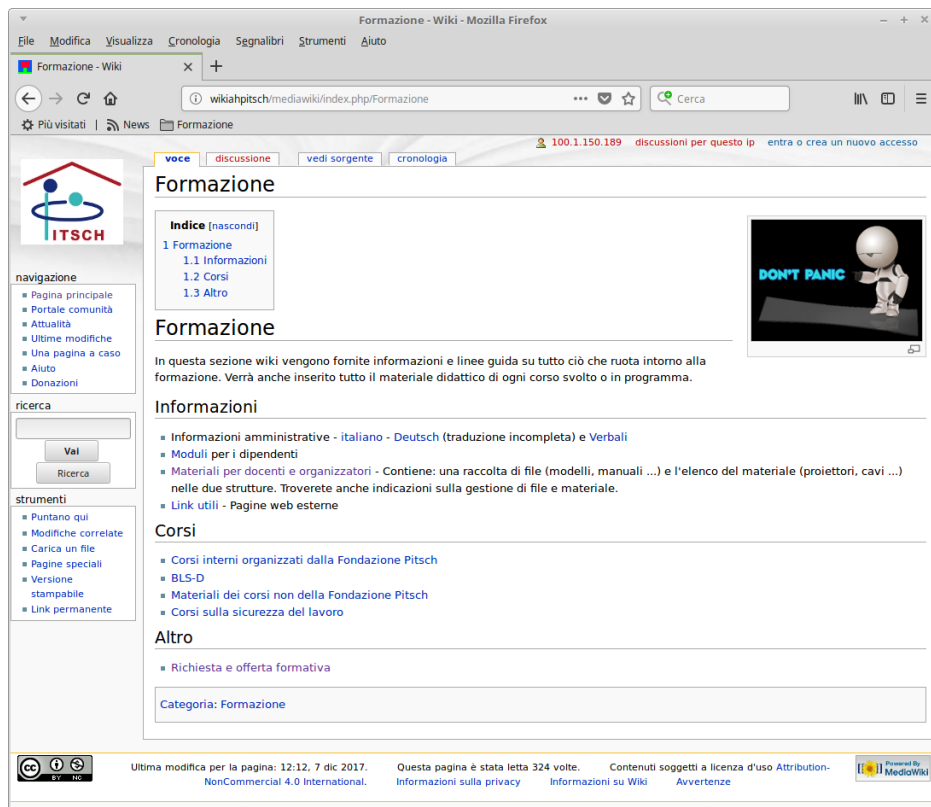 Formazione - Wiki - Mozilla Firefox
File Modifica Visualizza Cronologia Segnalibri Strumenti Aiuto
Formazione - Wiki
wikiahpitsch/mediawiki/index.php/Formazione
Cerca
Più visitati
News
Formazione
100.1.150.189 discussioni per questo ip entra o crea un nuovo accesso
voce discussione vedi sorgente cronologia
ITSCH
Formazione
Indice [nascondi]
1 Formazione
1.1 Informazioni
1.2 Corsi
1.3 Altro
DON'T PANIC
navigazione
Pagina principale
Portale comunità
Attualità
Ultime modifiche
Una pagina a caso
Aiuto
Donazioni
ricerca
Vai
Ricerca
strumenti
Puntano qui
Modifiche correlate
Carica un file
Pagine speciali
Versione
stampabile
Link permanente
Formazione
In questa sezione wiki vengono fornite informazioni e linee guida su tutto ciò che ruota intorno alla
formazione. Verrà anche inserito tutto il materiale didattico di ogni corso svolto o in programma.
Informazioni
Informazioni amministrative - italiano - Deutsch (traduzione incompleta) e Verbali
Moduli per i dipendenti
Materiali per docenti e organizzatori - Contiene: una raccolta di file (modelli, manuali ...) e l'elenco del materiale (proiettori, cavi ...)
nelle due strutture. Troverete anche indicazioni sulla gestione di file e materiale.
Link utili - Pagine web esterne
Corsi
Corsi interni organizzati dalla Fondazione Pitsch
BLS-D
Materiali dei corsi non della Fondazione Pitsch
Corsi sulla sicurezza del lavoro
Altro
Richiesta e offerta formativa
Categoria: Formazione
cc BY NC
Ultima modifica per la pagina: 12:12, 7 dic 2017. Questa pagina è stata letta 324 volte. Contenuti soggetti a licenza d'uso Attribution-
NonCommercial 4.0 International. Informazioni sulla privacy Informazioni su Wiki Avvertenze
Powered By
MediaWiki